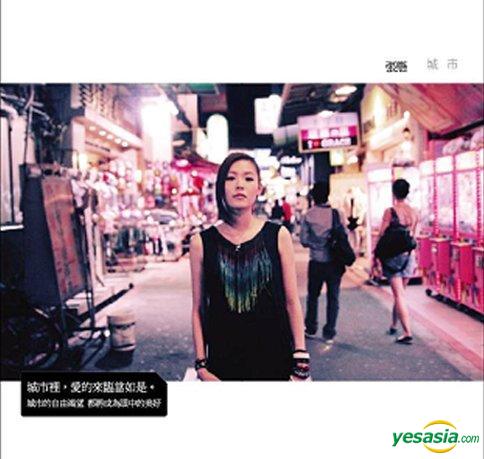 張懸 城市
城市裡，愛的來臨當如是。
城市的自由渴望 都將成為眼中的美好
yesasia.com